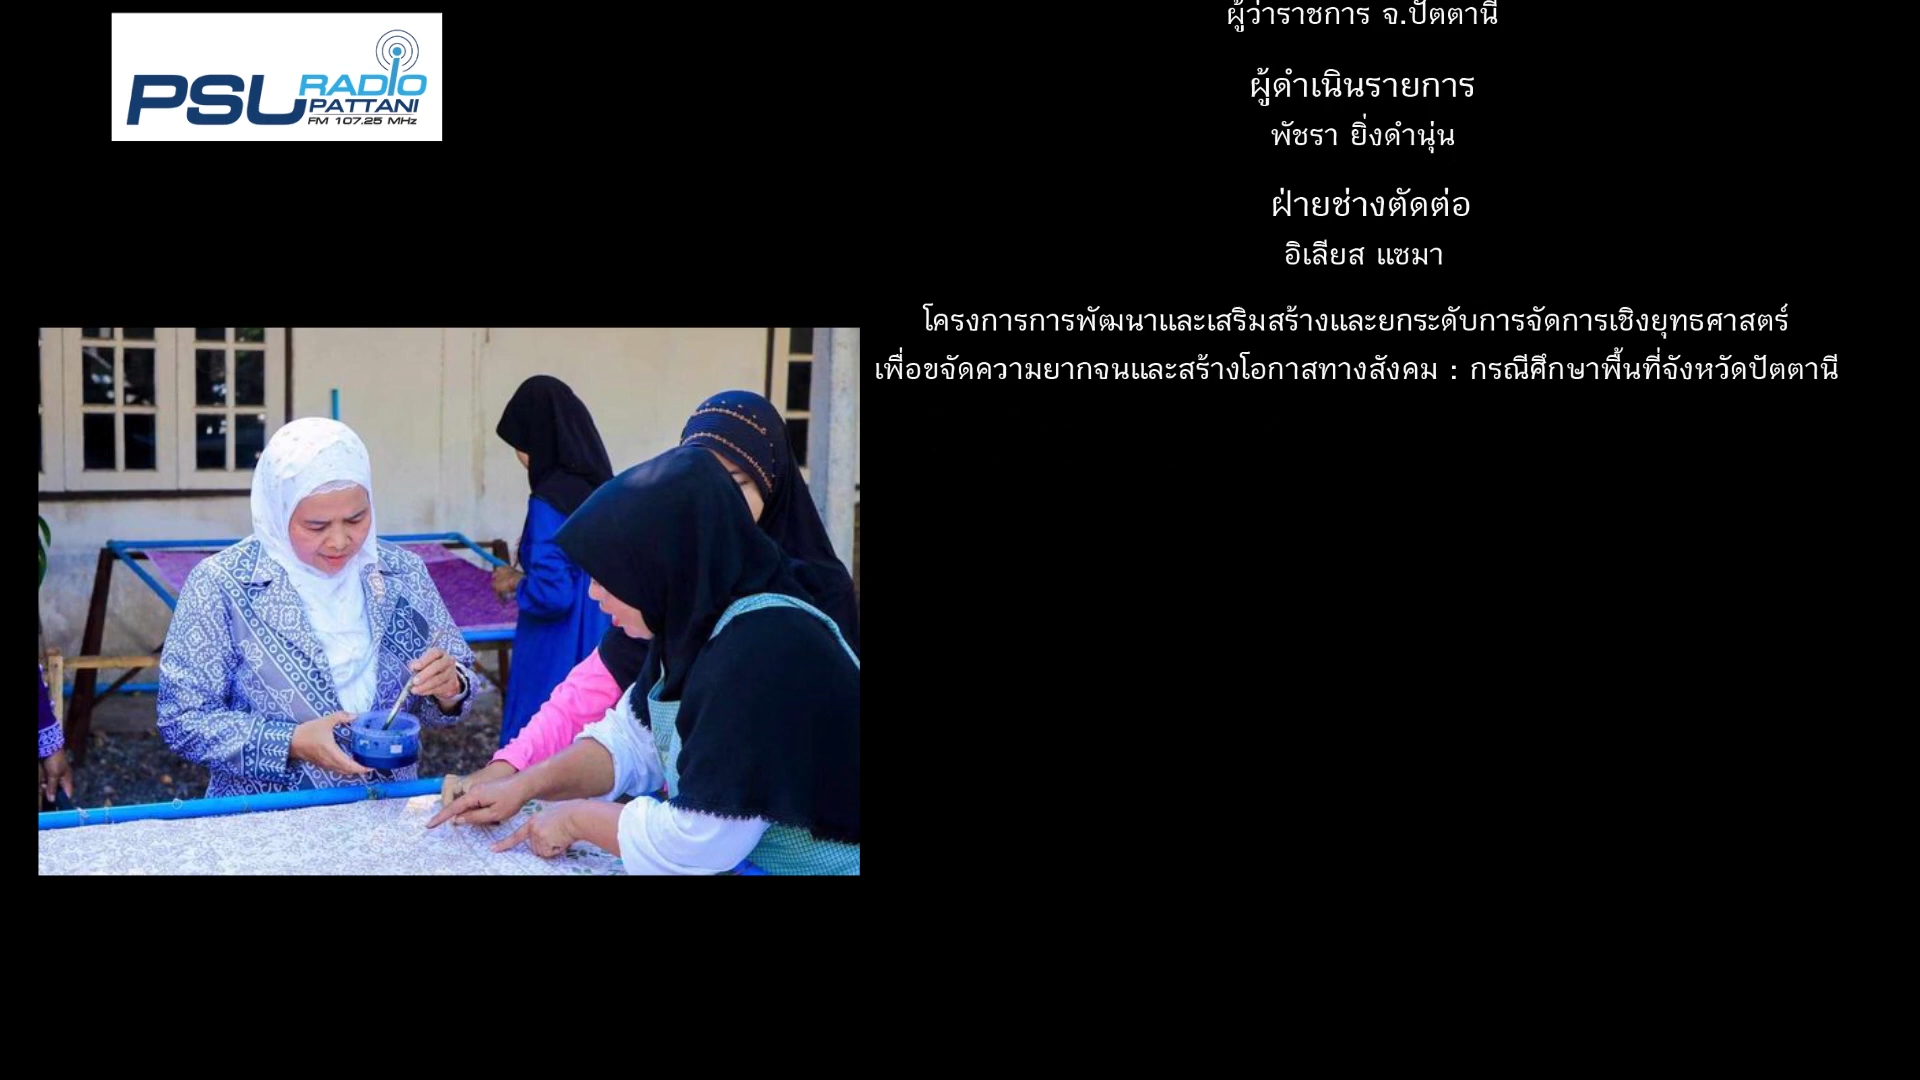 PSU RADIO
PATTANI
FM 107.25 MHz
ผู้ว่าราชการ จ.ปัตตานี
ผู้ดำเนินรายการ
พัชรา ยิ่งดำนุ่น
ฝ่ายช่างตัดต่อ
อิเลียส แซมา
โครงการการพัฒนาและเสริมสร้างและยกระดับการจัดการเชิงยุทธศาสตร์
เพื่อขจัดความยากจนและสร้างโอกาสทางสังคม : กรณีศึกษาพื้นที่จังหวัดปัตตานี